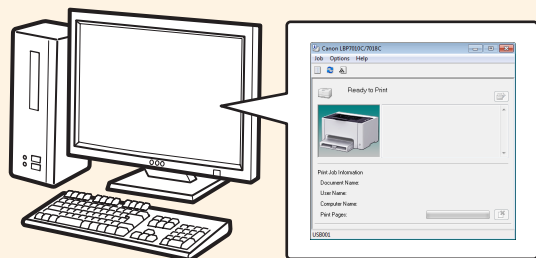 Canon LBP7010C/7018C
Job Options Help
Ready to Print
Print Job Information
Document Name:
User Name:
Computer Name:
Print Pages:
USB001